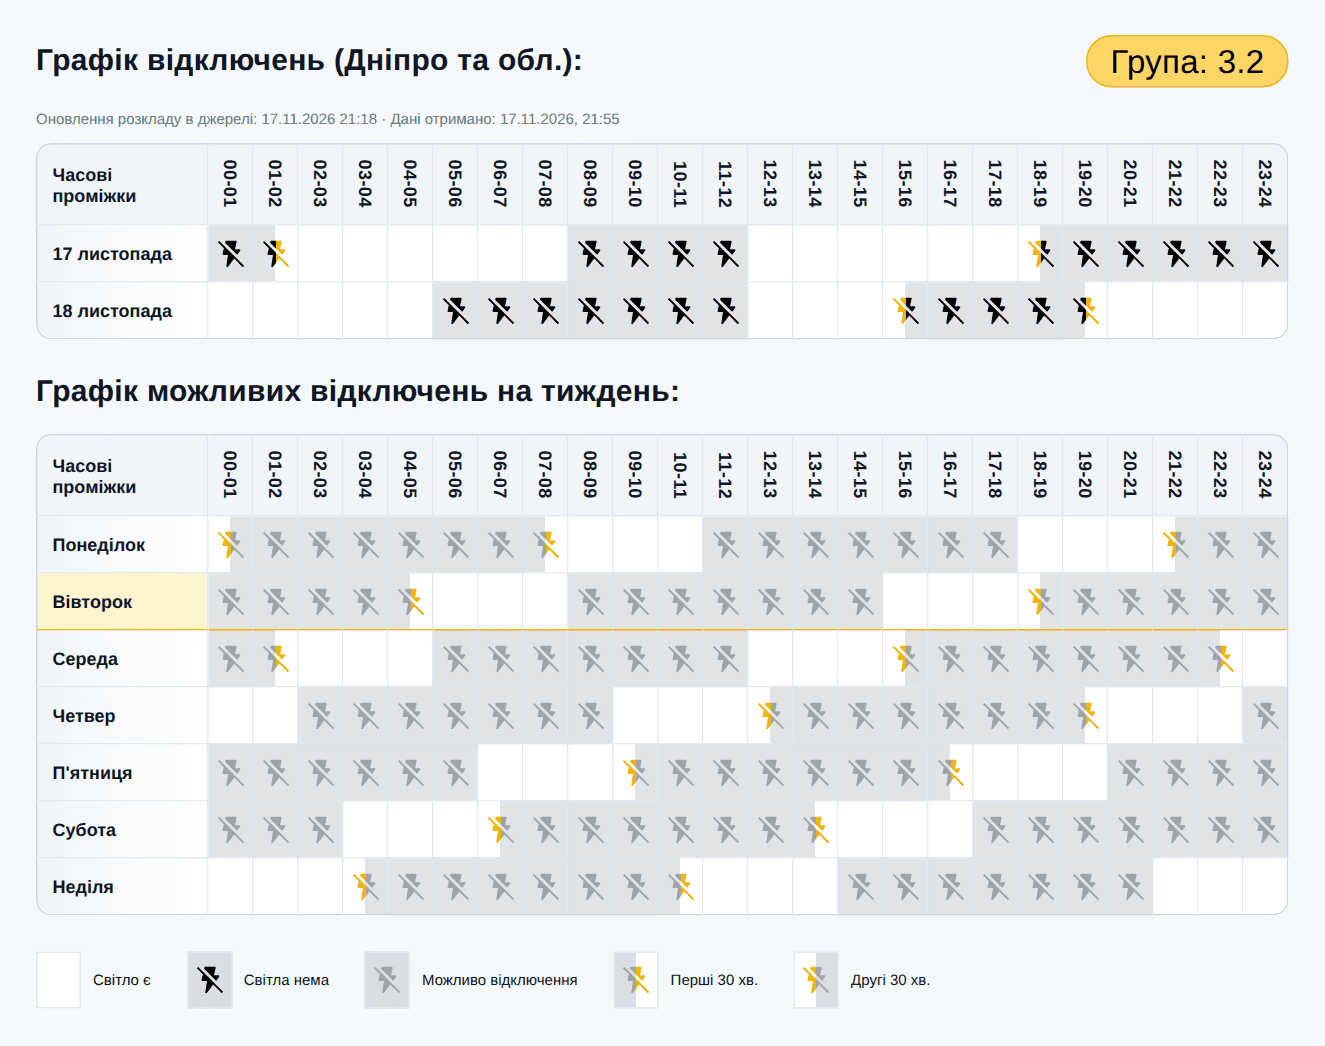 Графік відключень (Дніпро та обл.):
Група: 3.2
Оновлення розкладу в джерелі: 17.11.2026 21:18 · Дані отримано: 17.11.2026, 21:55
Часові проміжки 00-01 01-02 02-03 03-04 04-05 05-06 06-07 07-08 08-09 09-10 10-11 11-12 12-13 13-14 14-15 15-16 16-17 17-18 18-19 19-20 20-21 21-22 22-23 23-24
17 листопада
18 листопада
Графік можливих відключень на тиждень:
Часові проміжки 00-01 01-02 02-03 03-04 04-05 05-06 06-07 07-08 08-09 09-10 10-11 11-12 12-13 13-14 14-15 15-16 16-17 17-18 18-19 19-20 20-21 21-22 22-23 23-24
Понеділок
Вівторок
Середа
Четвер
П'ятниця
Субота
Неділя
Світло є Світла нема Можливо відключення Перші 30 хв. Другі 30 хв.